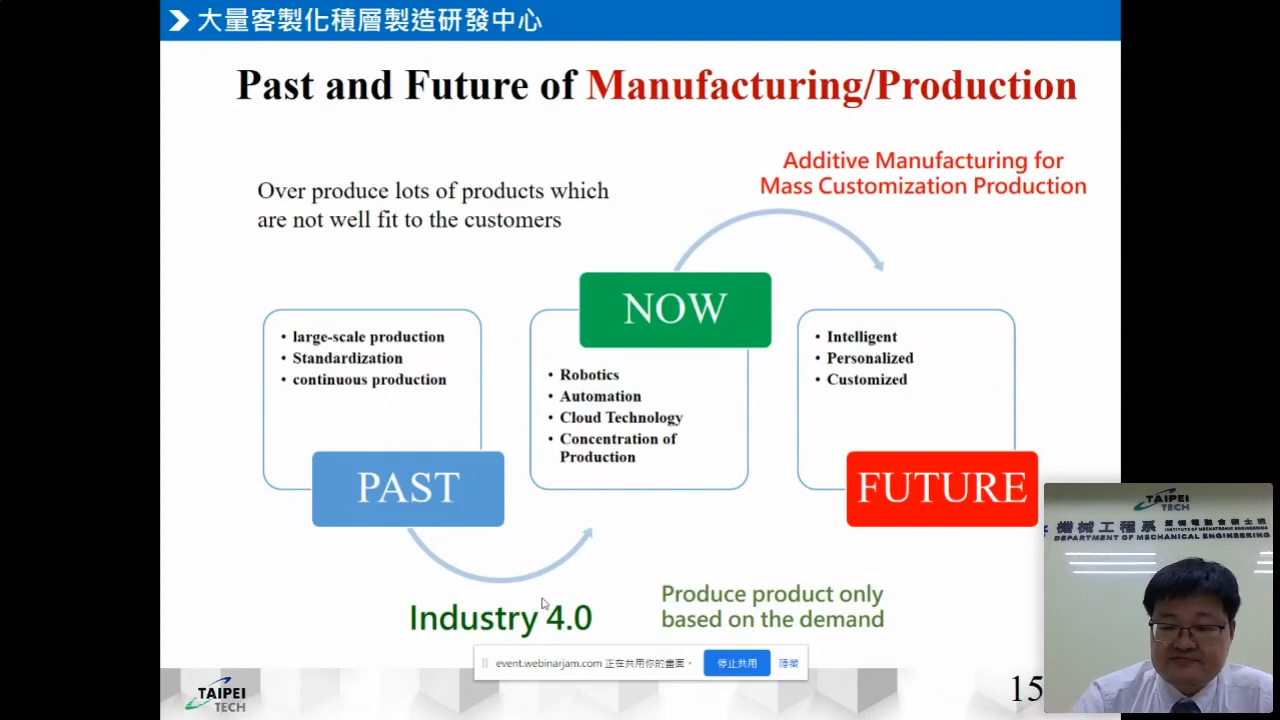 大量客製化積層製造研發中心
Past and Future of Manufacturing/Production
Additive Manufacturing for
Mass Customization Production
Over produce lots of products which
are not well fit to the customers
• large-scale production
• Standardization
• continuous production
PAST
NOW
• Robotics
• Automation
• Cloud Technology
• Concentration of
Production
• Intelligent
• Personalized
• Customized
FUTURE
Industry 4.0
Produce product only
based on the demand
event.webinarjam.com 正在共用你的畫面。
停止共用
隱藏
TAIPEI
TECH
15
TAIPEI
TECH
機械工程系
INSTITUTE OF MECHATRONIC ENGINEERING
DEPARTMENT OF MECHANICAL ENGINEERING